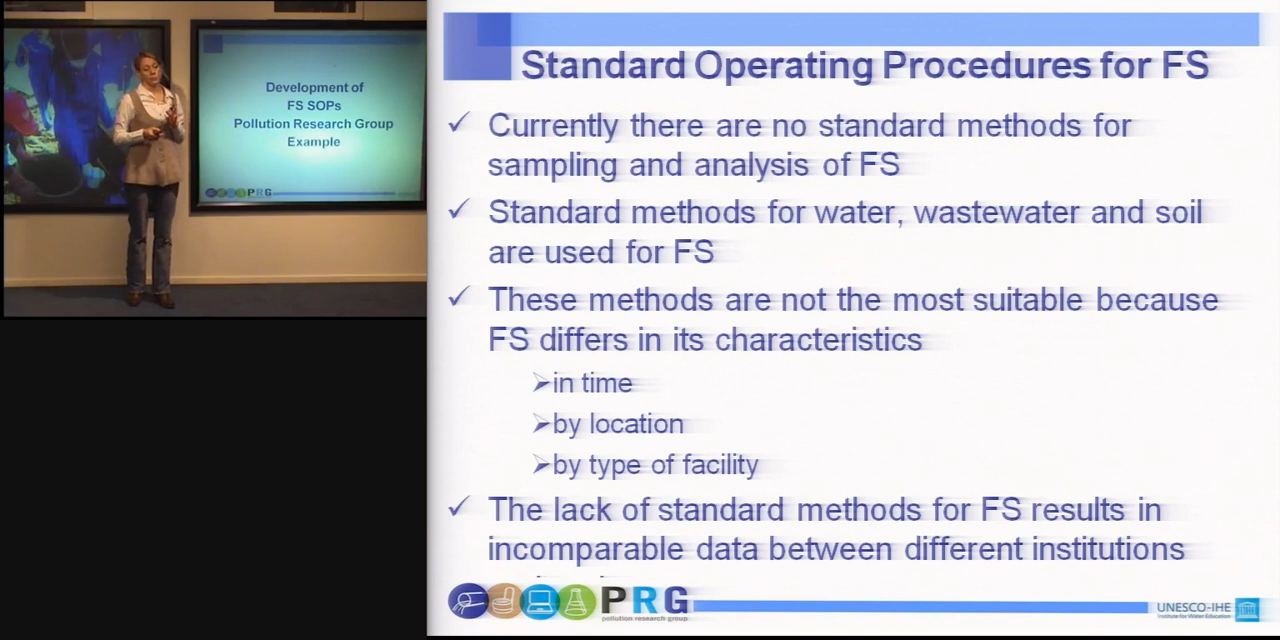 Development of
FS SOPs
Pollution Research Group
Example
PRG
Standard Operating Procedures for FS
✓ Currently there are no standard methods for
sampling and analysis of FS
✓ Standard methods for water, wastewater and soil
are used for FS
✓ These methods are not the most suitable because
FS differs in its characteristics
➢in time
➢by location
➢by type of facility
✓ The lack of standard methods for FS results in
incomparable data between different institutions
PRG
pollution research group
UNESCO-IHE
Institute for Water Education